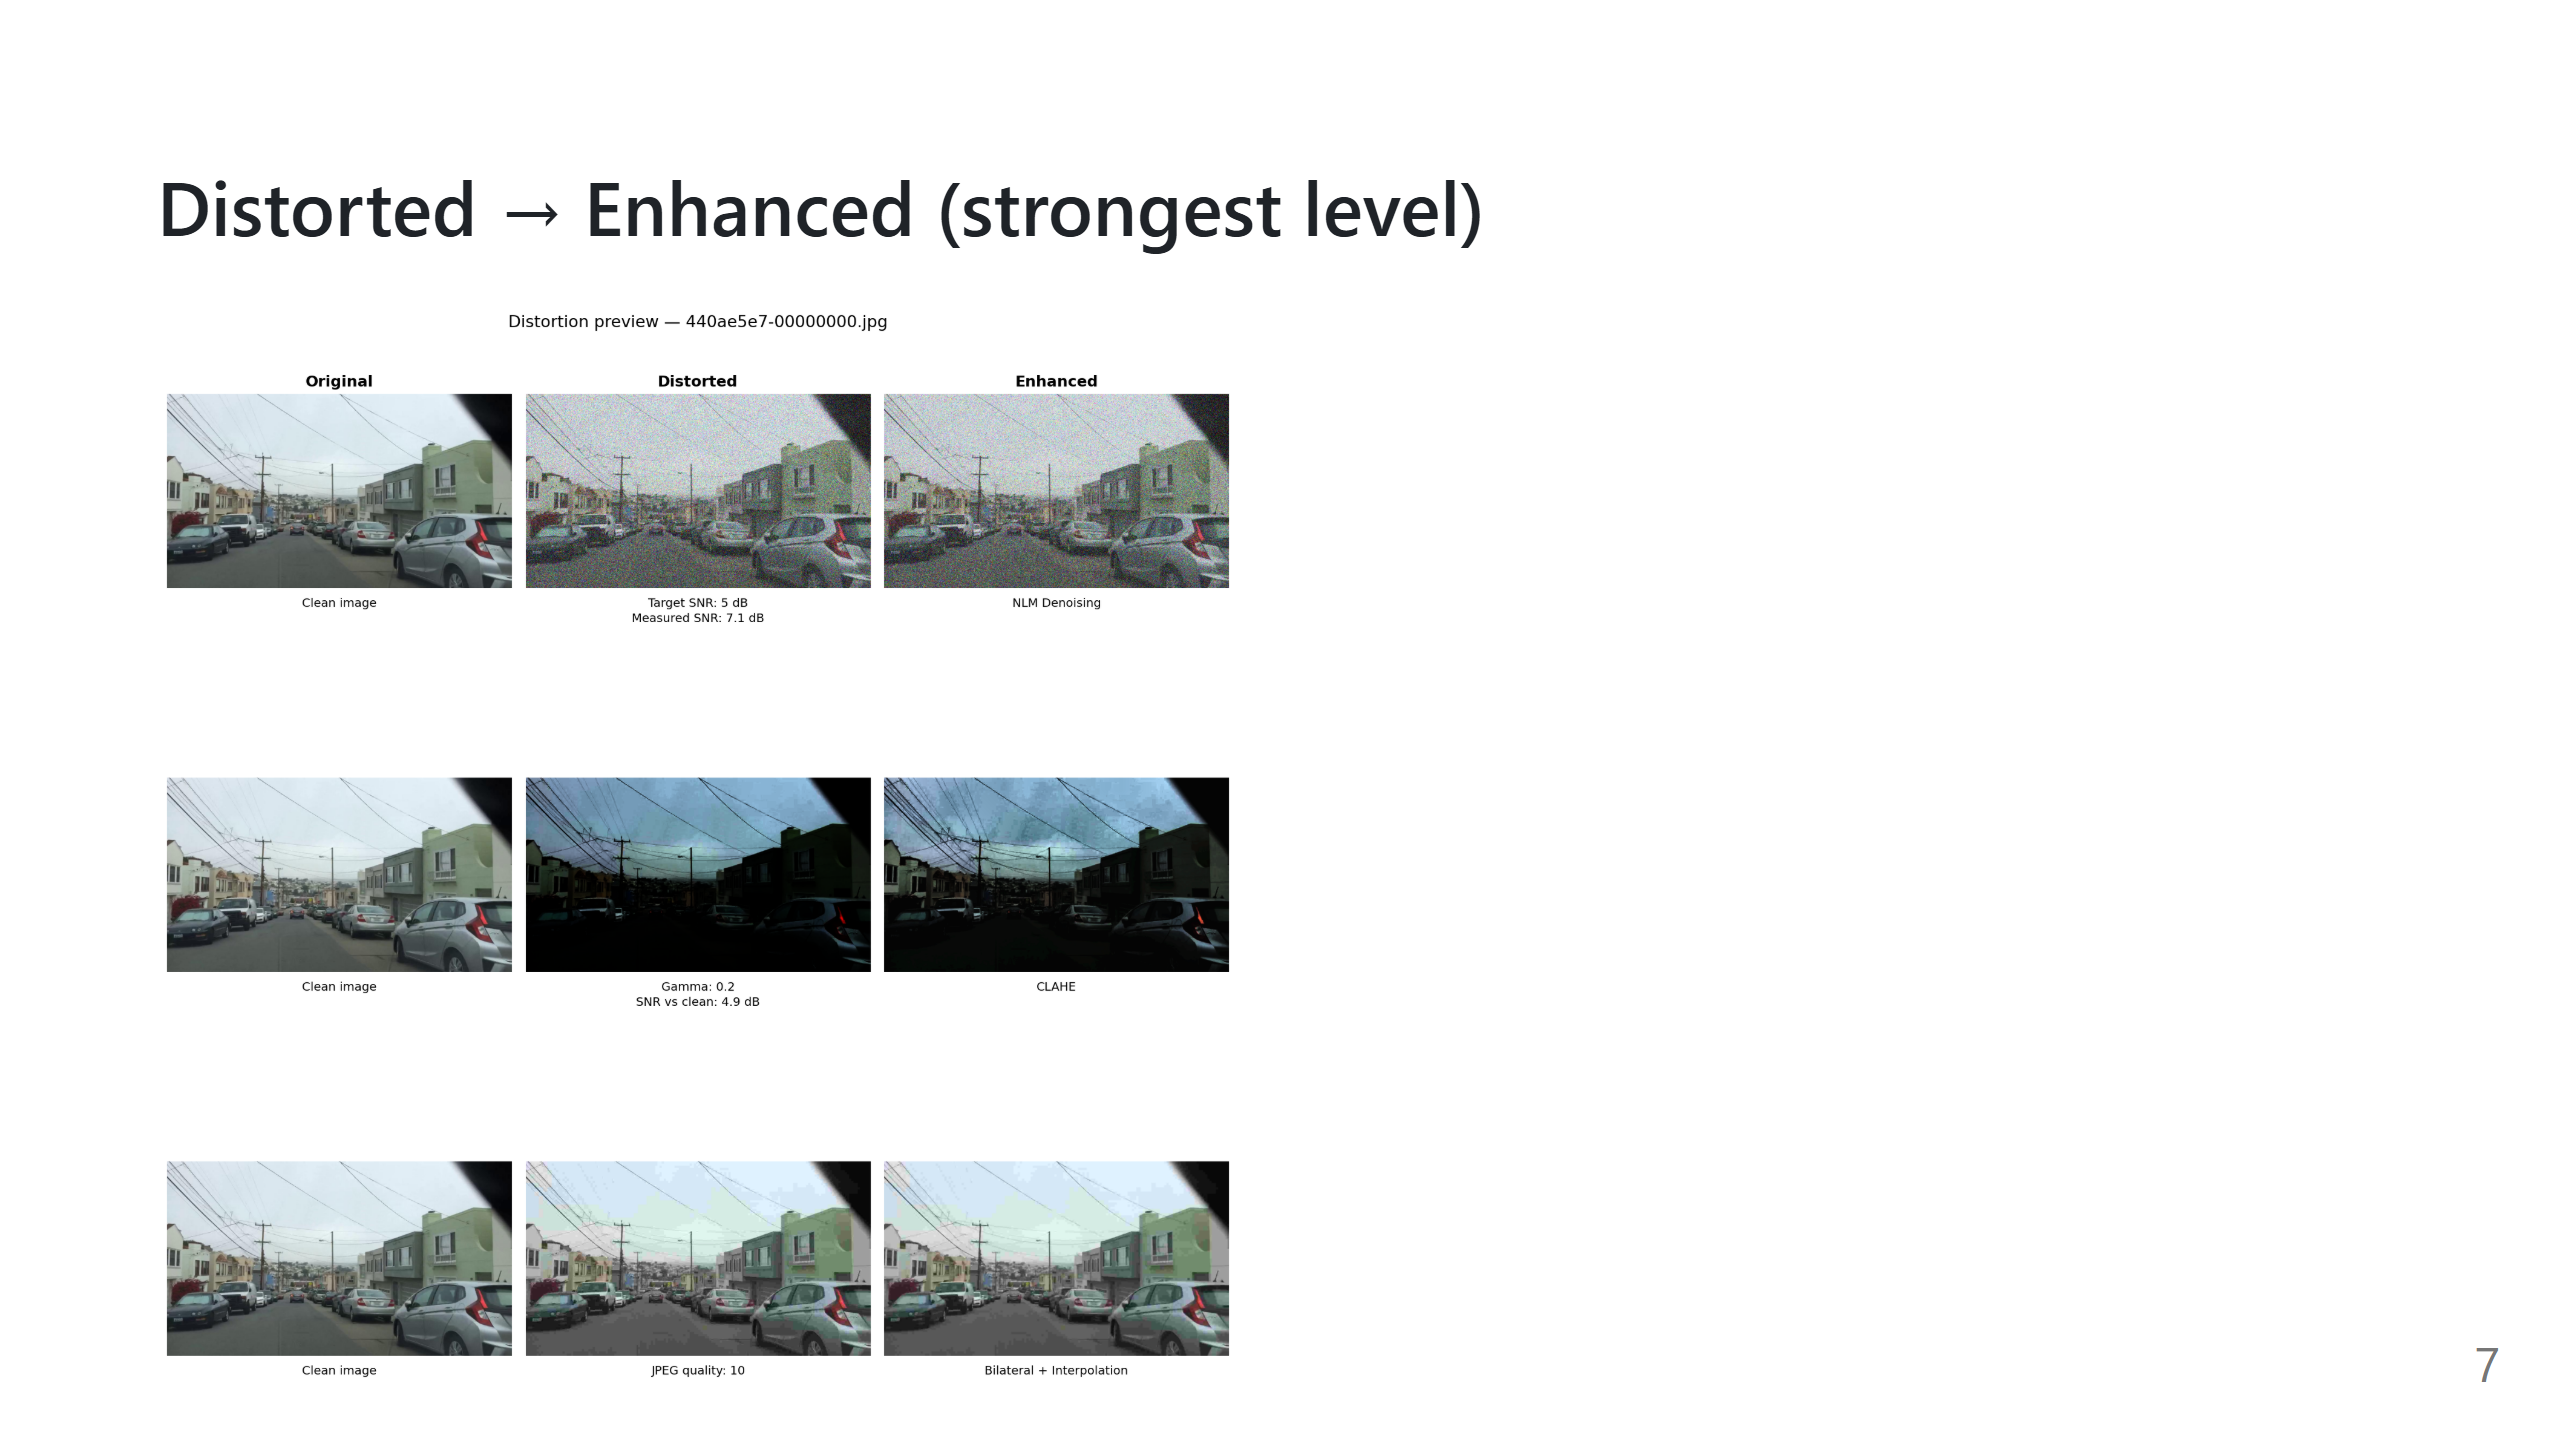 Distorted → Enhanced (strongest level)
Distortion preview — 440ae5e7-00000000.jpg
Original
Distorted
Enhanced
Clean image
Target SNR: 5 dB
Measured SNR: 7.1 dB
NLM Denoising
Clean image
Gamma: 0.2
SNR vs clean: 4.9 dB
CLAHE
Clean image
JPEG quality: 10
Bilateral + Interpolation
7